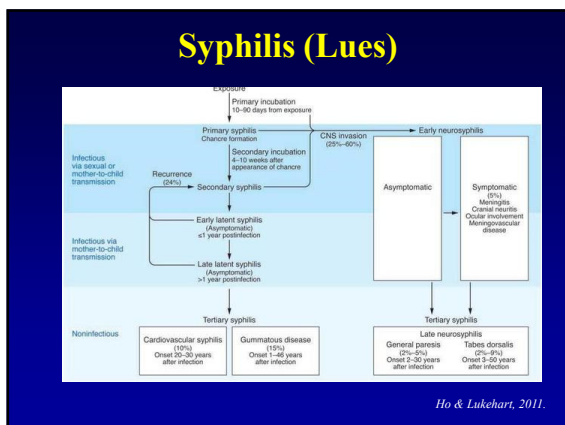 Syphilis (Lues)
Exposure
Primary incubation
10–90 days from exposure
Primary syphilis
Chancre formation
CNS invasion
(25%–60%)
Early neurosyphilis
Infectious
via sexual or
mother-to-child
transmission
Recurrence
(24%)
Secondary incubation
4–10 weeks after
appearance of chancre
Secondary syphilis
Asymptomatic
Symptomatic
(5%)
Meningitis
Cranial neuritis
Ocular involvement
Meningovascular
disease
Infectious via
mother-to-child
transmission
Early latent syphilis
(Asymptomatic)
≤1 year postinfection
Late latent syphilis
(Asymptomatic)
>1 year postinfection
Noninfectious
Tertiary syphilis
Cardiovascular syphilis
(10%)
Onset 20–30 years
after infection
Gummatous disease
(15%)
Onset 1–46 years
after infection
Tertiary syphilis
Late neurosyphilis
General paresis
(2%–5%)
Onset 2–30 years
after infection
Tabes dorsalis
(2%–9%)
Onset 3–50 years
after infection
Ho & Lukehart, 2011.